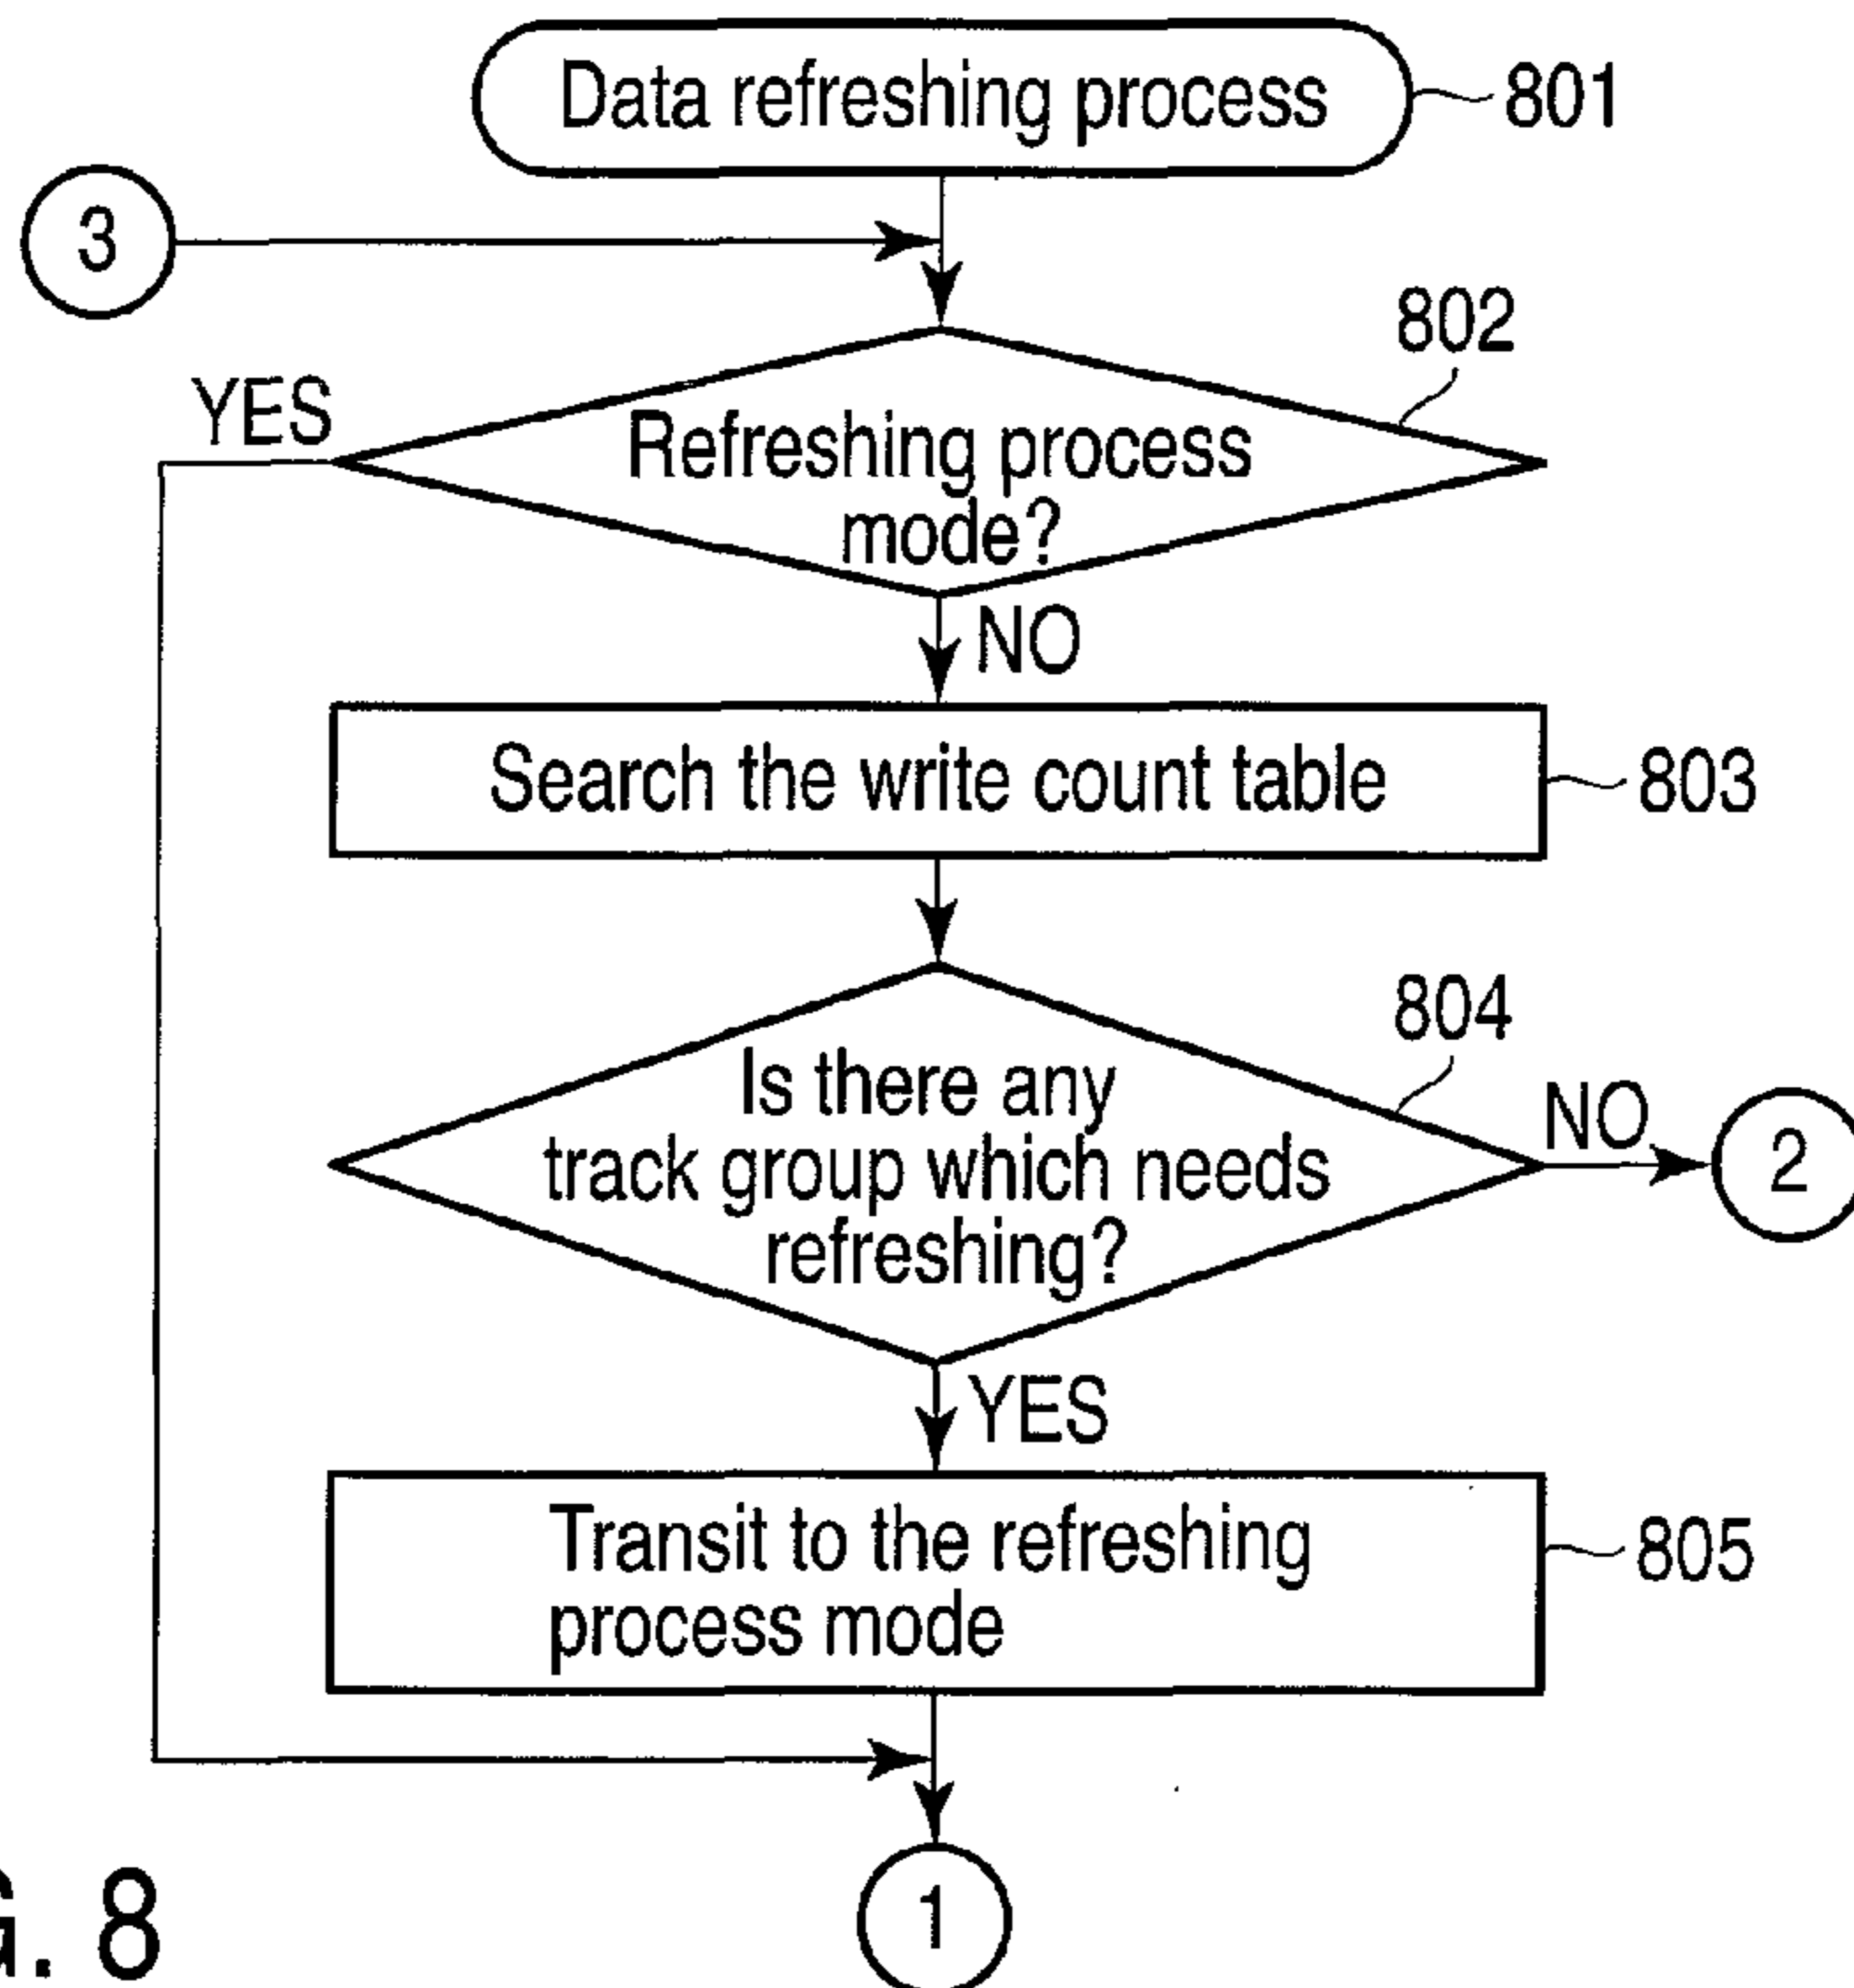 Data refreshing process
801
3
802
YES
Refreshing process
mode?
NO
Search the write count table
803
804
Is there any
track group which needs
refreshing?
NO
2
YES
Transit to the refreshing
process mode
805
1
G. 8